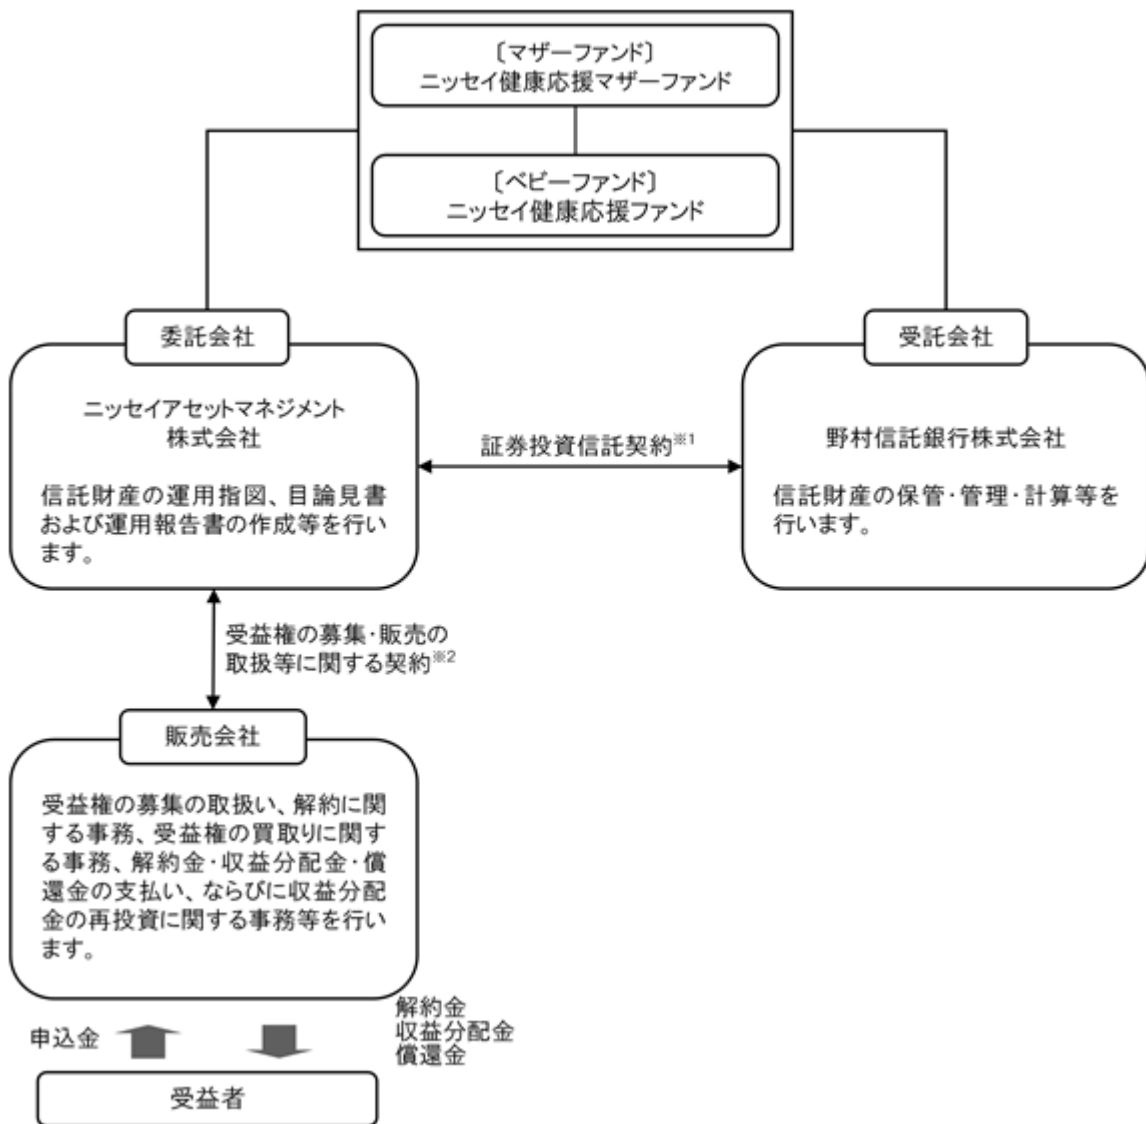 〔マザーファンド〕
ニッセイ健康応援マザーファンド
〔ベビーファンド〕
ニッセイ健康応援ファンド
委託会社
ニッセイアセットマネジメント
株式会社
信託財産の運用指図、目論見書
および運用報告書の作成等を行い
ます。
証券投資信託契約※1
受託会社
野村信託銀行株式会社
信託財産の保管・管理・計算等を
行います。
受益権の募集・販売の
取扱等に関する契約※2
販売会社
受益権の募集の取扱い、解約に関
する事務、受益権の買取りに関す
る事務、解約金・収益分配金・償
還金の支払い、ならびに収益分配
金の再投資に関する事務等を行い
ます。
申込金
解約金
収益分配金
償還金
受益者